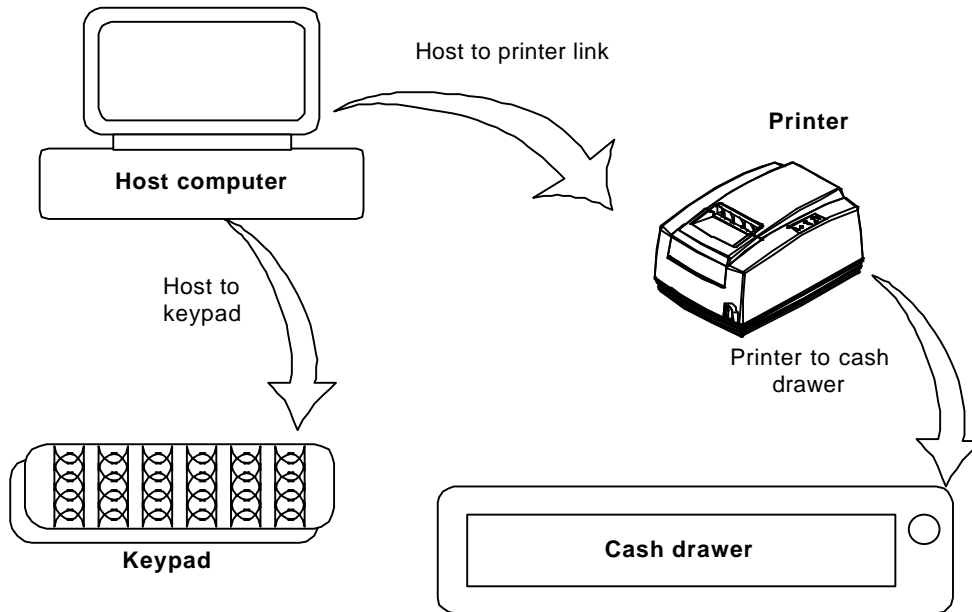 Host to printer link
Printer
Host computer
Host to
keypad
Printer to cash
drawer
Cash drawer
Keypad